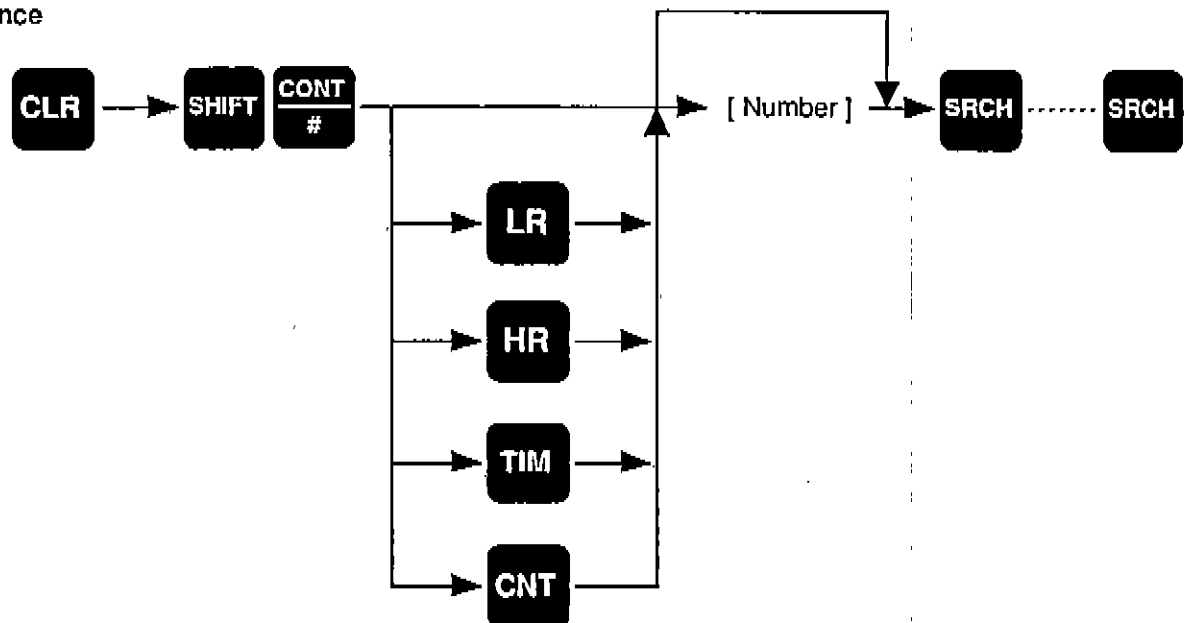 nce
CLR
SHIFT
CONT
#
[ Number ]
SRCH
SRCH
LR
HR
TIM
CNT